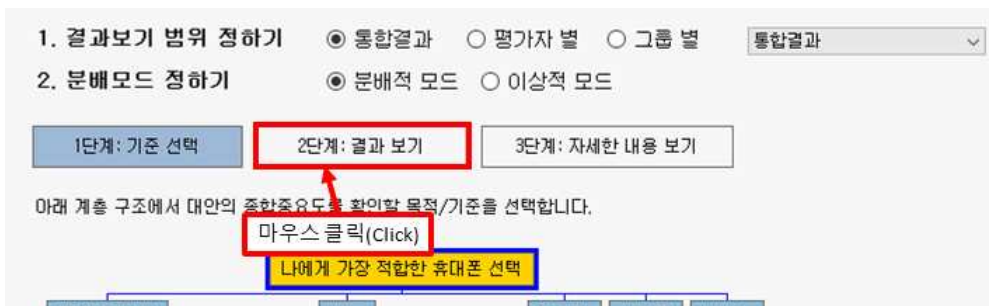 1. 결과보기 범위 정하기 통합결과 평가자 별 그룹 별 통합결과
2. 분배모드 정하기 분배적 모드 이상적 모드
1단계: 기준 선택 2단계: 결과 보기 3단계: 자세한 내용 보기
아래 계층 구조에서 대안의 종합중요도를 확인할 목적/기준을 선택합니다.
마우스 클릭(Click)
나에게 가장 적합한 휴대폰 선택